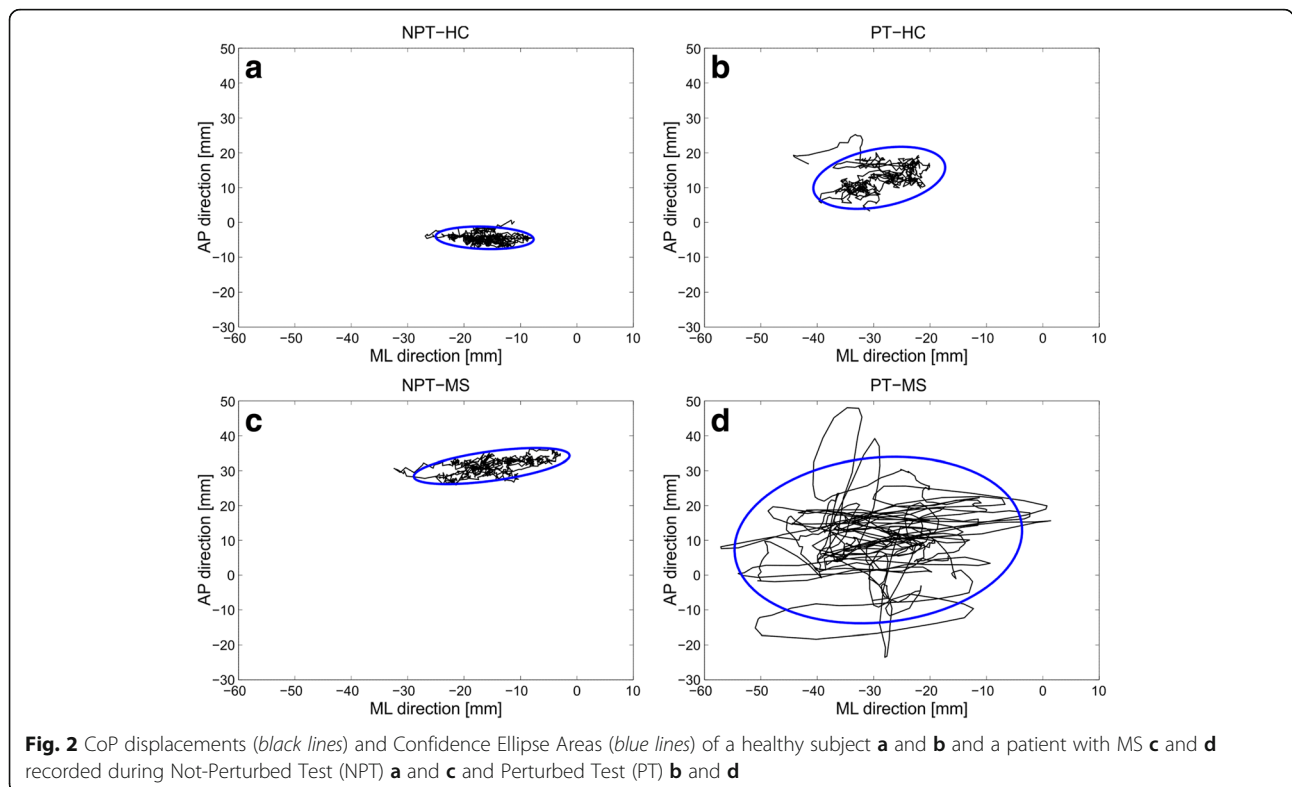 NPT-HC
a
50
40
30
20
10
0
−10
−20
−30
AP direction [mm]
−60 −50 −40 −30 −20 −10 0 10
ML direction [mm]
PT-HC
b
50
40
30
20
10
0
−10
−20
−30
AP direction [mm]
−60 −50 −40 −30 −20 −10 0 10
ML direction [mm]
NPT-MS
c
50
40
30
20
10
0
−10
−20
−30
AP direction [mm]
−60 −50 −40 −30 −20 −10 0 10
ML direction [mm]
PT-MS
d
50
40
30
20
10
0
−10
−20
−30
AP direction [mm]
−60 −50 −40 −30 −20 −10 0 10
ML direction [mm]
Fig. 2 CoP displacements (black lines) and Confidence Ellipse Areas (blue lines) of a healthy subject a and b and a patient with MS c and d
recorded during Not-Perturbed Test (NPT) a and c and Perturbed Test (PT) b and d